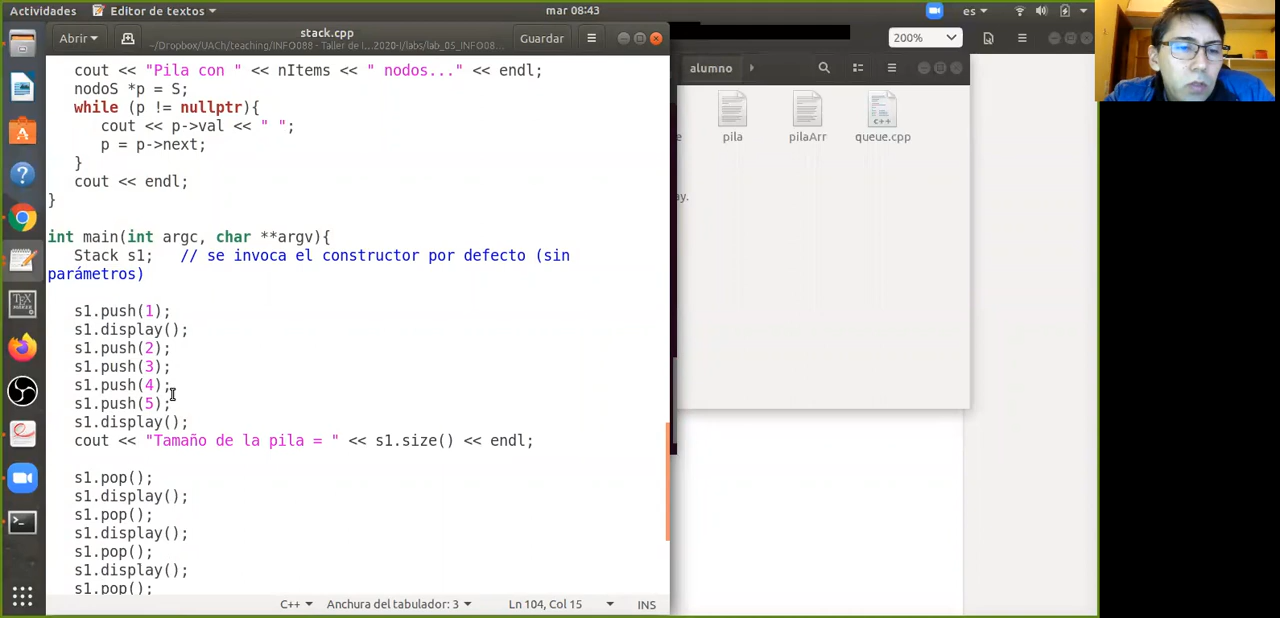 Actividades
Editor de textos
mar 08:43
es
Abrir
stack.cpp
~/Dropbox/UACh/teaching/INFO088 - Taller de I... ...2020-I/labs/lab_05_INFO08...
Guardar
200%
alumno
pila
pilaArr
queue.cpp
C++
ay.
cout << "Pila con " << nItems << " nodos..." << endl;
nodoS *p = S;
while (p != nullptr){
cout << p->val << " ";
p = p->next;
}
cout << endl;
}
int main(int argc, char **argv){
Stack s1; // se invoca el constructor por defecto (sin
parámetros)
s1.push(1);
s1.display();
s1.push(2);
s1.push(3);
s1.push(4);
s1.push(5);
s1.display();
cout << "Tamaño de la pila = " << s1.size() << endl;
s1.pop();
s1.display();
s1.pop();
s1.display();
s1.pop();
s1.display();
s1.pop();
C++
Anchura del tabulador: 3
Ln 104, Col 15
INS